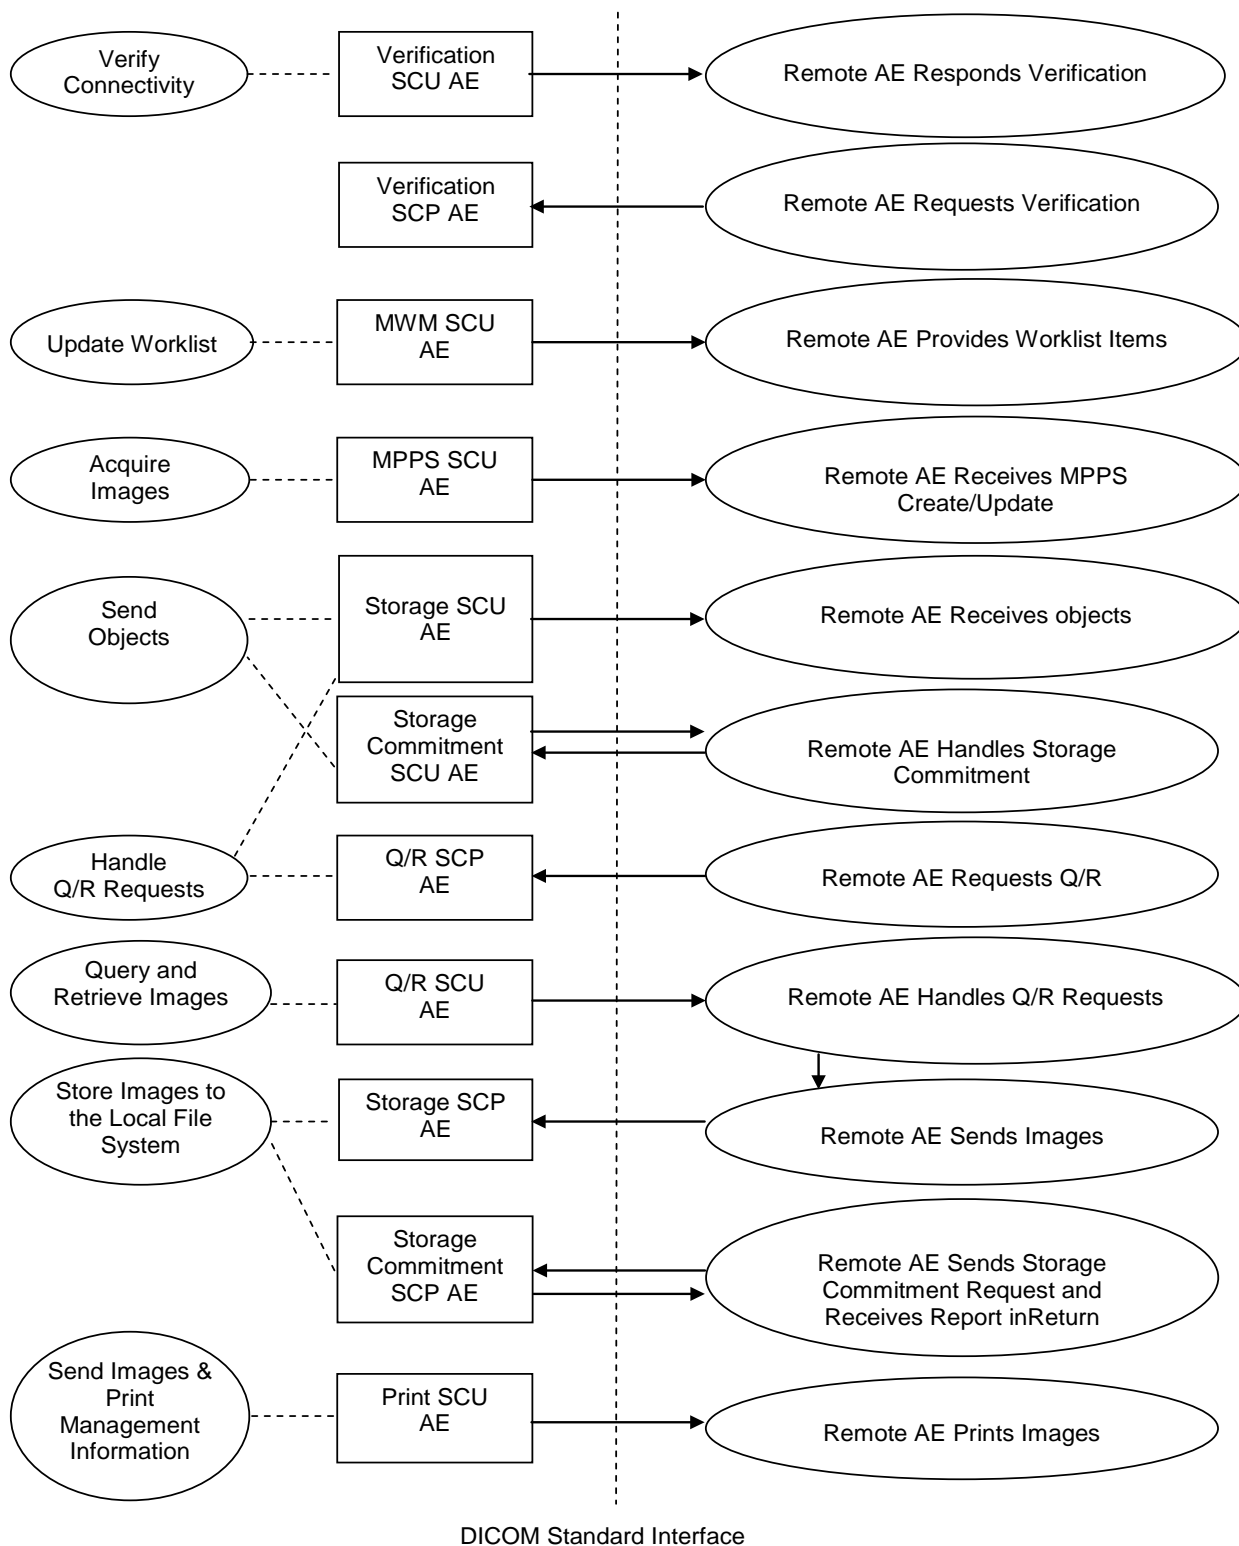 Verify
Connectivity
Verification
SCU AE
Remote AE Responds Verification
Verification
SCP AE
Remote AE Requests Verification
Update Worklist
MWM SCU
AE
Remote AE Provides Worklist Items
Acquire
Images
MPPS SCU
AE
Remote AE Receives MPPS
Create/Update
Send
Objects
Storage SCU
AE
Remote AE Receives objects
Storage
Commitment
SCU AE
Remote AE Handles Storage
Commitment
Handle
Q/R Requests
Q/R SCP
AE
Remote AE Requests Q/R
Query and
Retrieve Images
Q/R SCU
AE
Remote AE Handles Q/R Requests
Store Images to
the Local File
System
Storage SCP
AE
Remote AE Sends Images
Storage
Commitment
SCP AE
Remote AE Sends Storage
Commitment Request and
Receives Report inReturn
Send Images &
Print
Management
Information
Print SCU
AE
Remote AE Prints Images
DICOM Standard Interface